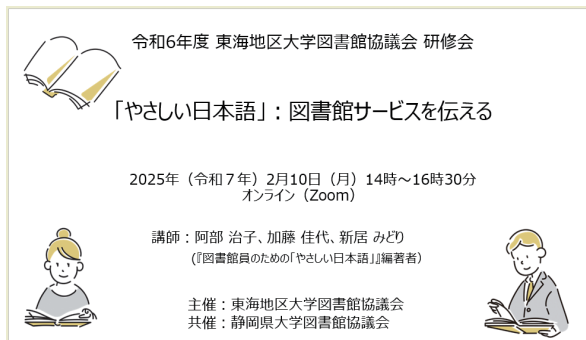 令和6年度 東海地区大学図書館協議会 研修会
「やさしい日本語」：図書館サービスを伝える
2025年（令和７年）2月10日（月）14時～16時30分
オンライン（Zoom）
講師：阿部 治子、加藤 佳代、新居 みどり
(『図書館員のための「やさしい日本語」』編著者）
主催：東海地区大学図書館協議会
共催：静岡県大学図書館協議会